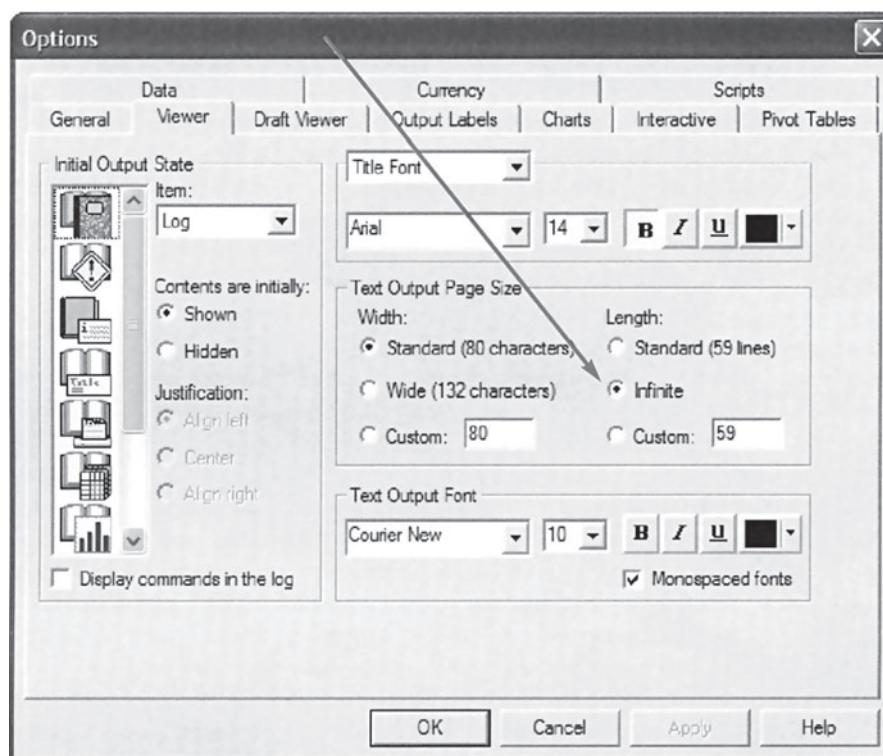 Options
Data Currency Scripts
General Viewer Draft Viewer Output Labels Charts Interactive Pivot Tables
Initial Output State
Item:
Log
Contents are initially:
Shown
Hidden
Justification:
Align left
Center
Align right
Display commands in the log
Title Font
Arial 14 B I U
Text Output Page Size
Width:
Standard (80 characters)
Wide (132 characters)
Custom: 80
Length:
Standard (59 lines)
Infinite
Custom: 59
Text Output Font
Courier New 10 B I U
Monospaced fonts
Title
OK Cancel Apply Help